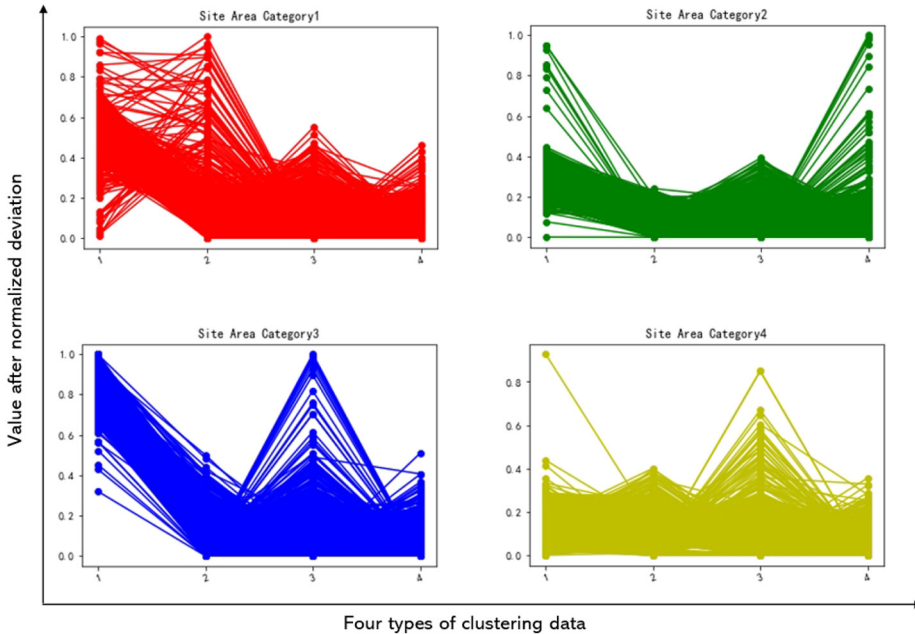 Site Area Category1
1.0
0.8
0.6
0.4
0.2
0.0
1 2 3 4
Site Area Category2
1.0
0.8
0.6
0.4
0.2
0.0
1 2 3 4
Site Area Category3
1.0
0.8
0.6
0.4
0.2
0.0
1 2 3 4
Site Area Category4
0.8
0.6
0.4
0.2
0.0
1 2 3 4
Value after normalized deviation
Four types of clustering data